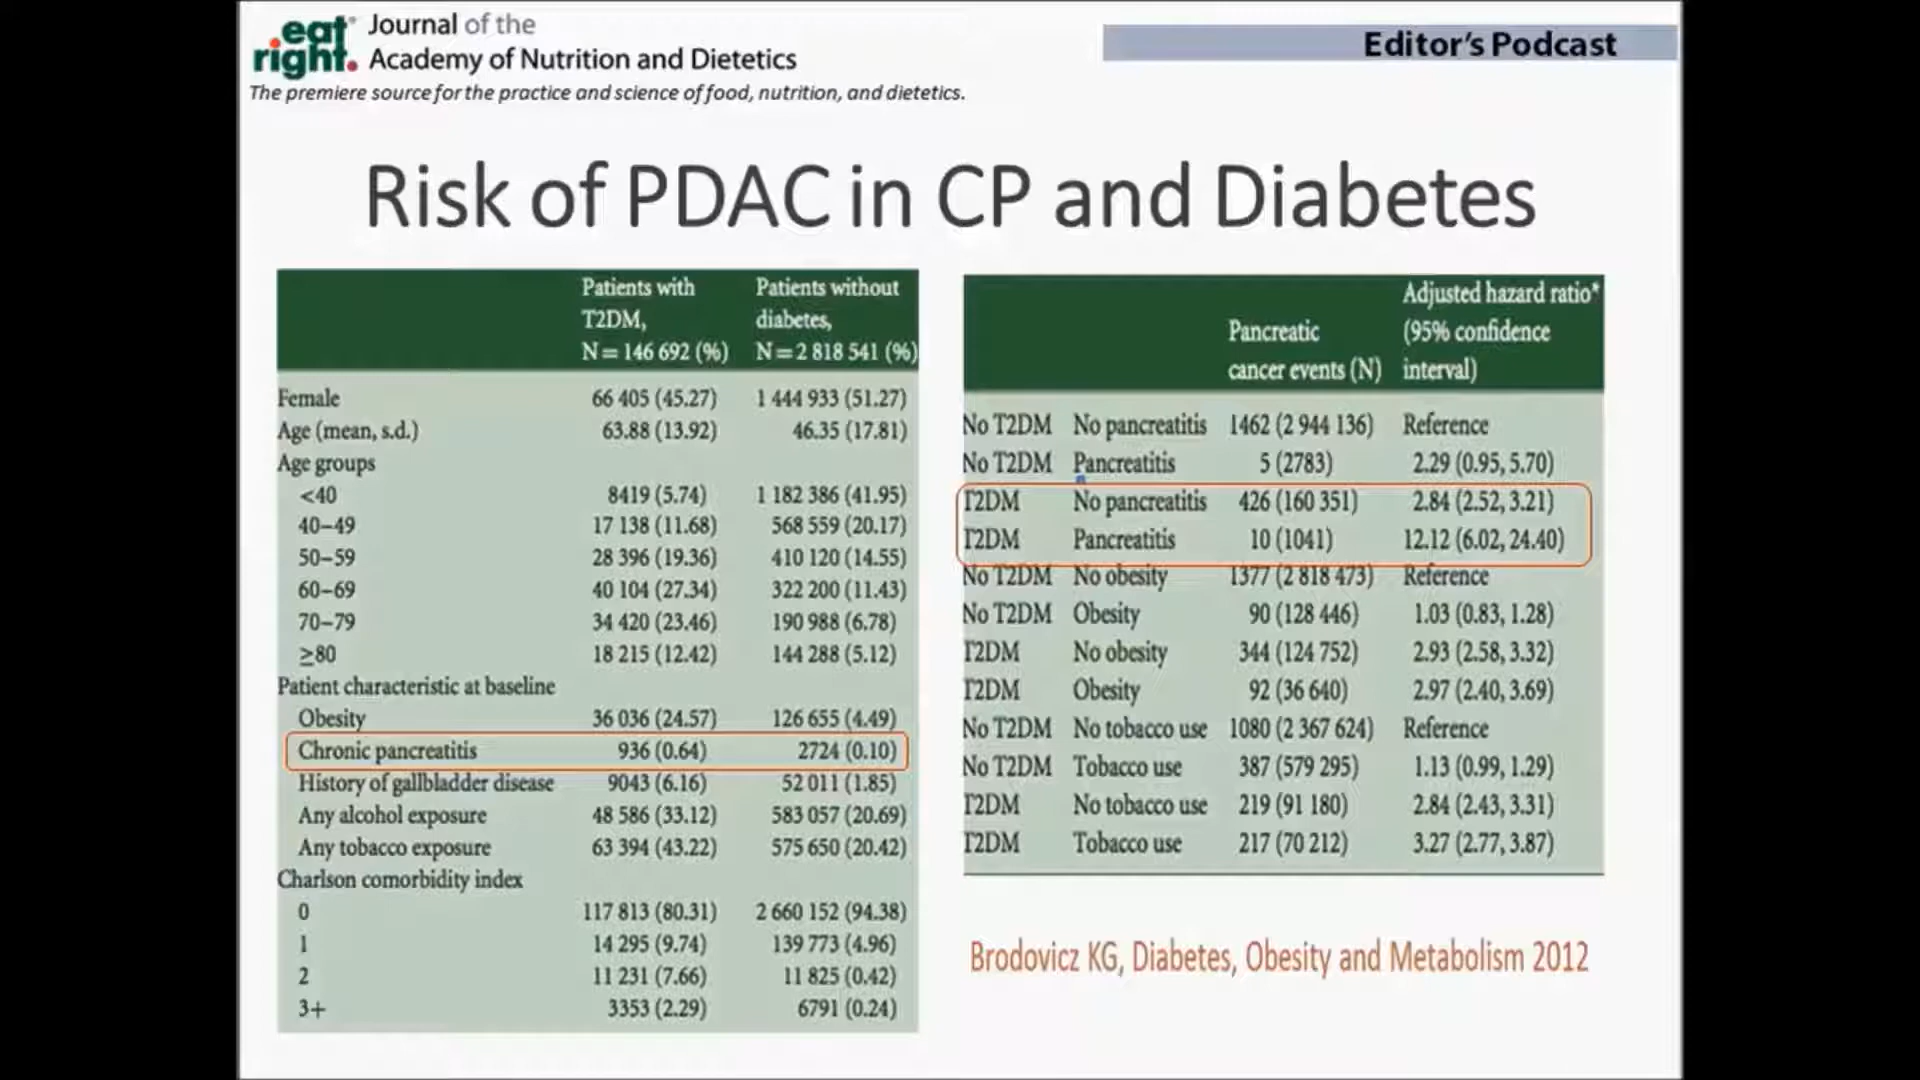 eat right.
Journal of the
Academy of Nutrition and Dietetics
The premiere source for the practice and science of food, nutrition, and dietetics.
Editor's Podcast
Risk of PDAC in CP and Diabetes
Patients with T2DM, N = 146 692 (%) Patients without diabetes, N = 2 818 541 (%)
Female 66 405 (45.27) 1 444 933 (51.27)
Age (mean, s.d.) 63.88 (13.92) 46.35 (17.81)
Age groups
<40 8419 (5.74) 1 182 386 (41.95)
40–49 17 138 (11.68) 568 559 (20.17)
50–59 28 396 (19.36) 410 120 (14.55)
60–69 40 104 (27.34) 322 200 (11.43)
70–79 34 420 (23.46) 190 988 (6.78)
≥80 18 215 (12.42) 144 288 (5.12)
Patient characteristic at baseline
Obesity 36 036 (24.57) 126 655 (4.49)
Chronic pancreatitis 936 (0.64) 2724 (0.10)
History of gallbladder disease 9043 (6.16) 52 011 (1.85)
Any alcohol exposure 48 586 (33.12) 583 057 (20.69)
Any tobacco exposure 63 394 (43.22) 575 650 (20.42)
Charlson comorbidity index
0 117 813 (80.31) 2 660 152 (94.38)
1 14 295 (9.74) 139 773 (4.96)
2 11 231 (7.66) 11 825 (0.42)
3+ 3353 (2.29) 6791 (0.24)
Pancreatic cancer events (N) Adjusted hazard ratio* (95% confidence interval)
No T2DM No pancreatitis 1462 (2 944 136) Reference
No T2DM Pancreatitis 5 (2783) 2.29 (0.95, 5.70)
T2DM No pancreatitis 426 (160 351) 2.84 (2.52, 3.21)
T2DM Pancreatitis 10 (1041) 12.12 (6.02, 24.40)
No T2DM No obesity 1377 (2 818 473) Reference
No T2DM Obesity 90 (128 446) 1.03 (0.83, 1.28)
T2DM No obesity 344 (124 752) 2.93 (2.58, 3.32)
T2DM Obesity 92 (36 640) 2.97 (2.40, 3.69)
No T2DM No tobacco use 1080 (2 367 624) Reference
No T2DM Tobacco use 387 (579 295) 1.13 (0.99, 1.29)
T2DM No tobacco use 219 (91 180) 2.84 (2.43, 3.31)
T2DM Tobacco use 217 (70 212) 3.27 (2.77, 3.87)
Brodovicz KG, Diabetes, Obesity and Metabolism 2012